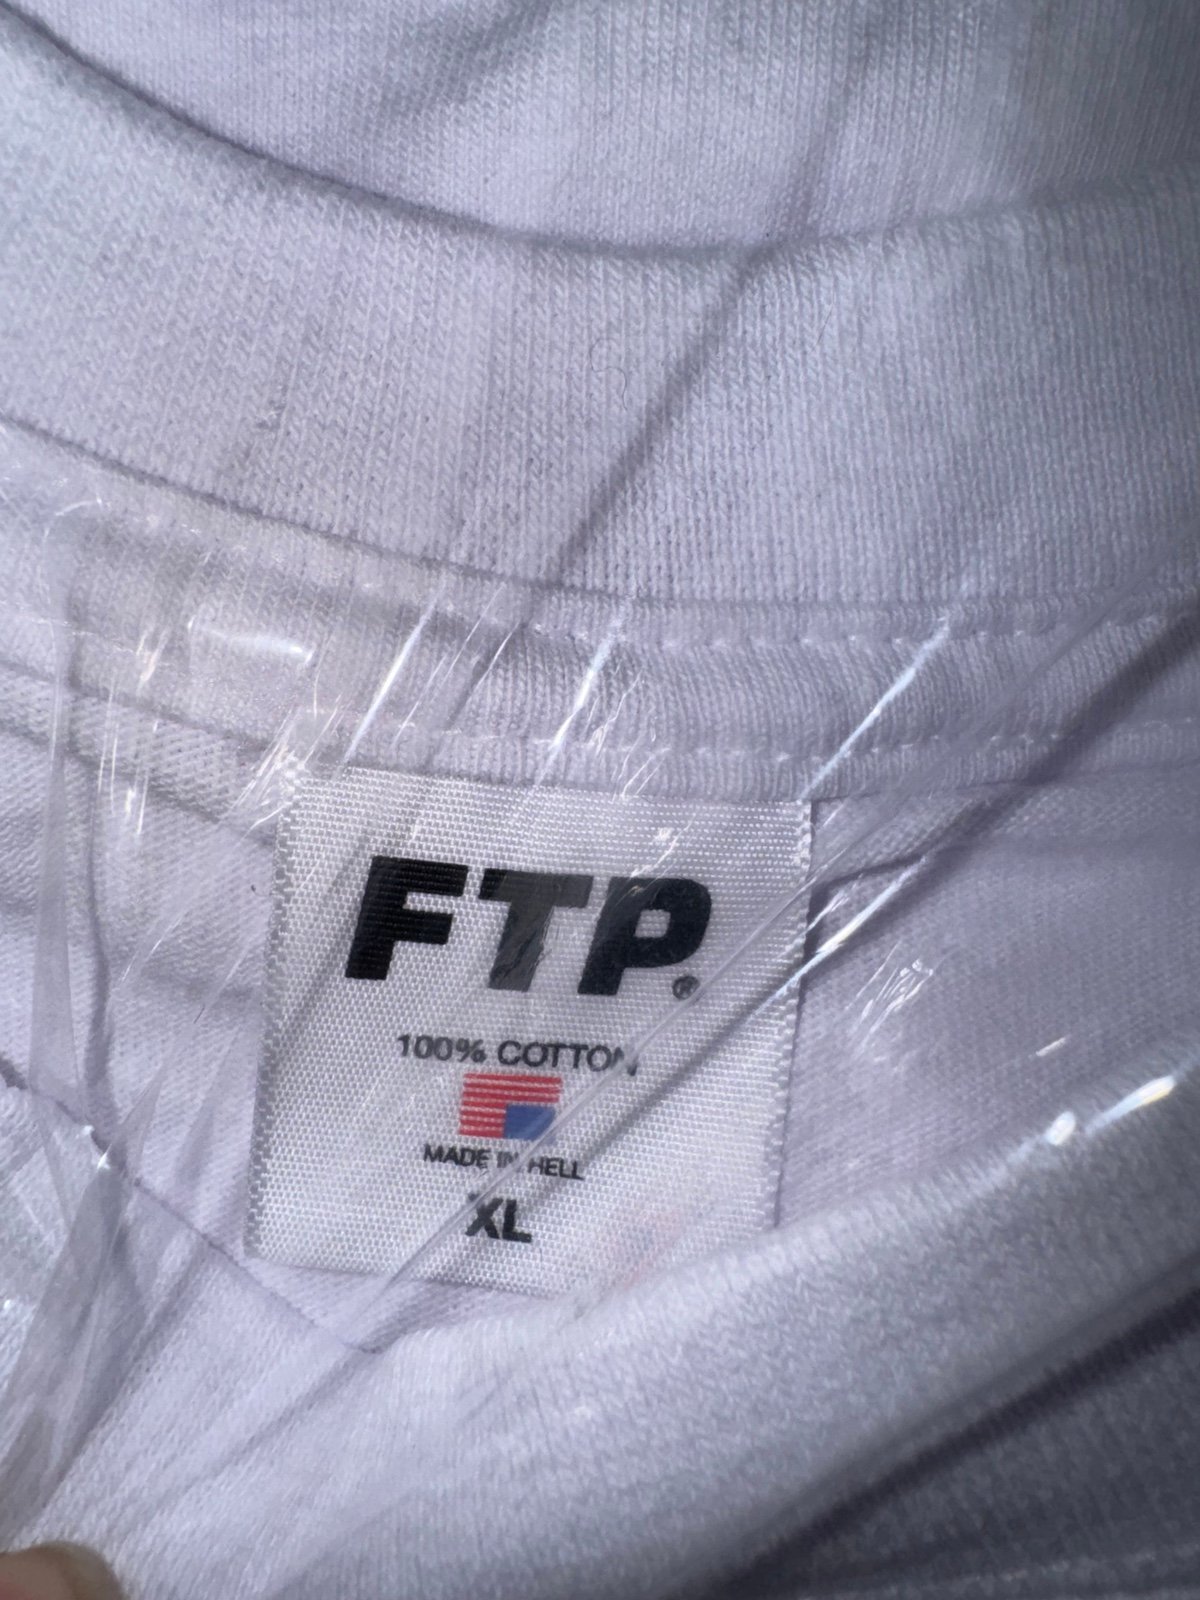 FTP.®
100% COTTON
MADE IN HELL
XL